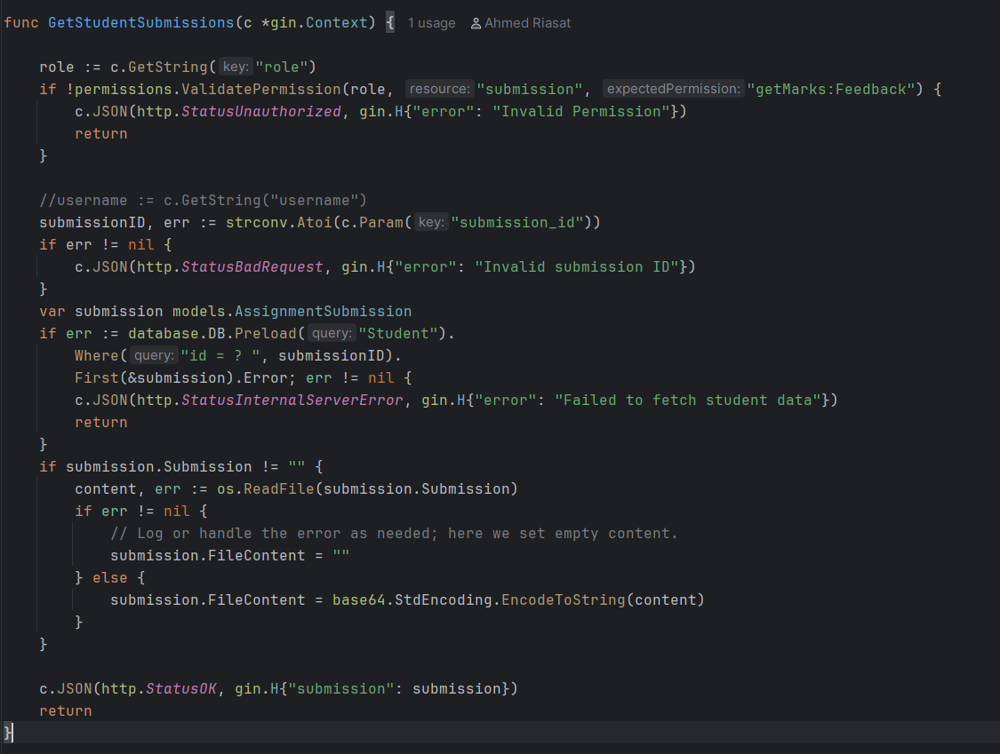 func GetStudentSubmissions(c *gin.Context) { 1 usage Ahmed Riasat
role := c.GetString( key: "role")
if !permissions.ValidatePermission(role, resource: "submission", expectedPermission: "getMarks:Feedback") {
c.JSON(http.StatusUnauthorized, gin.H{"error": "Invalid Permission"})
return
}
//username := c.GetString("username")
submissionID, err := strconv.Atoi(c.Param( key: "submission_id"))
if err != nil {
c.JSON(http.StatusBadRequest, gin.H{"error": "Invalid submission ID"})
}
var submission models.AssignmentSubmission
if err := database.DB.Preload( query: "Student").
Where( query: "id = ? ", submissionID).
First(&submission).Error; err != nil {
c.JSON(http.StatusInternalServerError, gin.H{"error": "Failed to fetch student data"})
return
}
if submission.Submission != "" {
content, err := os.ReadFile(submission.Submission)
if err != nil {
// Log or handle the error as needed; here we set empty content.
submission.FileContent = ""
} else {
submission.FileContent = base64.StdEncoding.EncodeToString(content)
}
}
c.JSON(http.StatusOK, gin.H{"submission": submission})
return
}